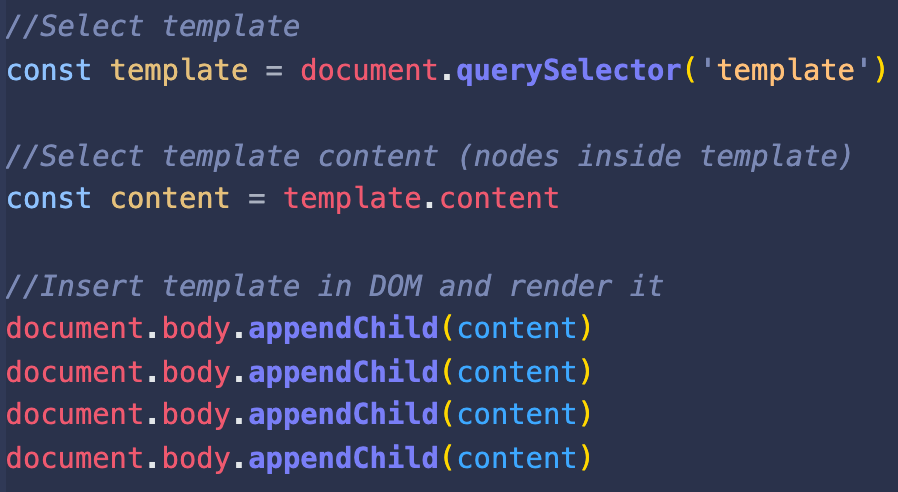 //Select template
const template = document.querySelector('template')
//Select template content (nodes inside template)
const content = template.content
//Insert template in DOM and render it
document.body.appendChild(content)
document.body.appendChild(content)
document.body.appendChild(content)
document.body.appendChild(content)